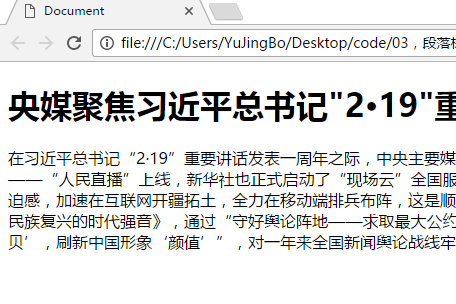 Document
file:///C:/Users/YuJingBo/Desktop/code/03，段落标
央媒聚焦习近平总书记"2•19"重
在习近平总书记“2·19”重要讲话发表一周年之际，中央主要媒
——“人民直播”上线，新华社也正式启动了“现场云”全国服
迫感，加速在互联网开疆拓土，全力在移动端排兵布阵，这是顺
民族复兴的时代强音》，通过“守好舆论阵地——求取最大公约
贝’，刷新中国形象‘颜值’”，对一年来全国新闻舆论战线牢